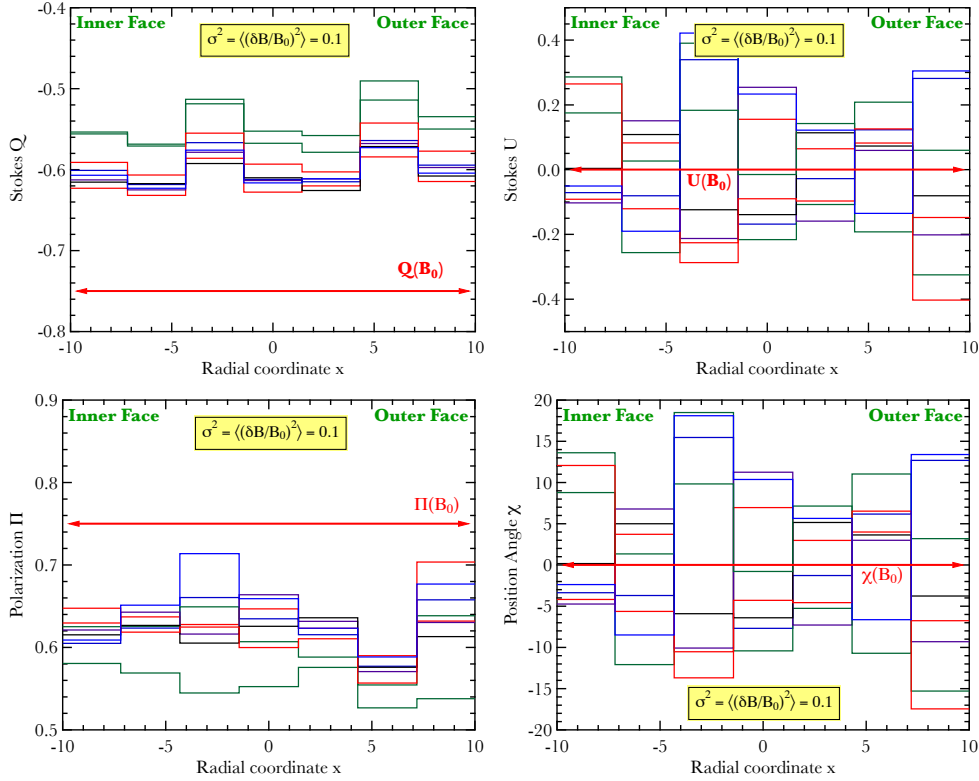 Inner Face
Outer Face
σ² = ⟨(δB/B₀)²⟩ = 0.1
-0.4
-0.5
-0.6
-0.7
-0.8
Stokes Q
Q(B₀)
-10
-5
0
5
10
Radial coordinate x
Inner Face
Outer Face
σ² = ⟨(δB/B₀)²⟩ = 0.1
0.4
0.2
0.0
-0.2
-0.4
Stokes U
U(B₀)
-10
-5
0
5
10
Radial coordinate x
Inner Face
Outer Face
σ² = ⟨(δB/B₀)²⟩ = 0.1
0.9
0.8
0.7
0.6
0.5
Polarization Π
Π(B₀)
-10
-5
0
5
10
Radial coordinate x
Inner Face
Outer Face
20
15
10
5
0
-5
-10
-15
-20
Position Angle χ
χ(B₀)
σ² = ⟨(δB/B₀)²⟩ = 0.1
-10
-5
0
5
10
Radial coordinate x